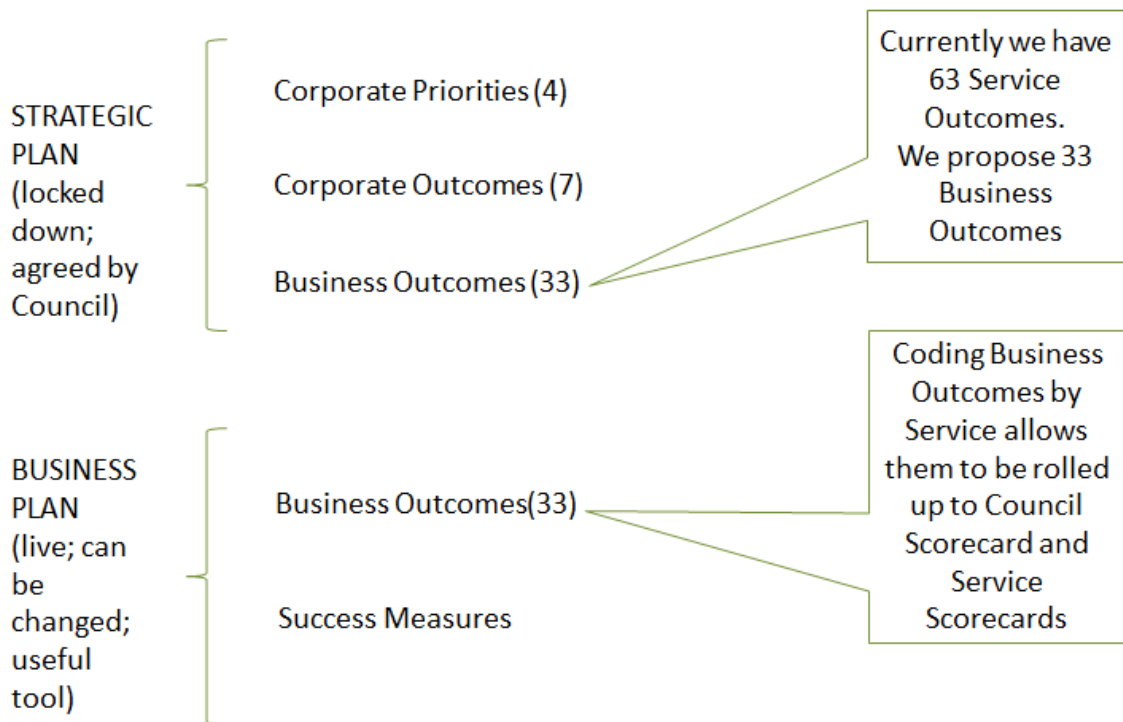 STRATEGIC
PLAN
(locked
down;
agreed by
Council)
Corporate Priorities (4)
Corporate Outcomes (7)
Business Outcomes (33)
Currently we have
63 Service
Outcomes.
We propose 33
Business
Outcomes
BUSINESS
PLAN
(live; can
be
changed;
useful
tool)
Business Outcomes(33)
Success Measures
Coding Business
Outcomes by
Service allows
them to be rolled
up to Council
Scorecard and
Service
Scorecards